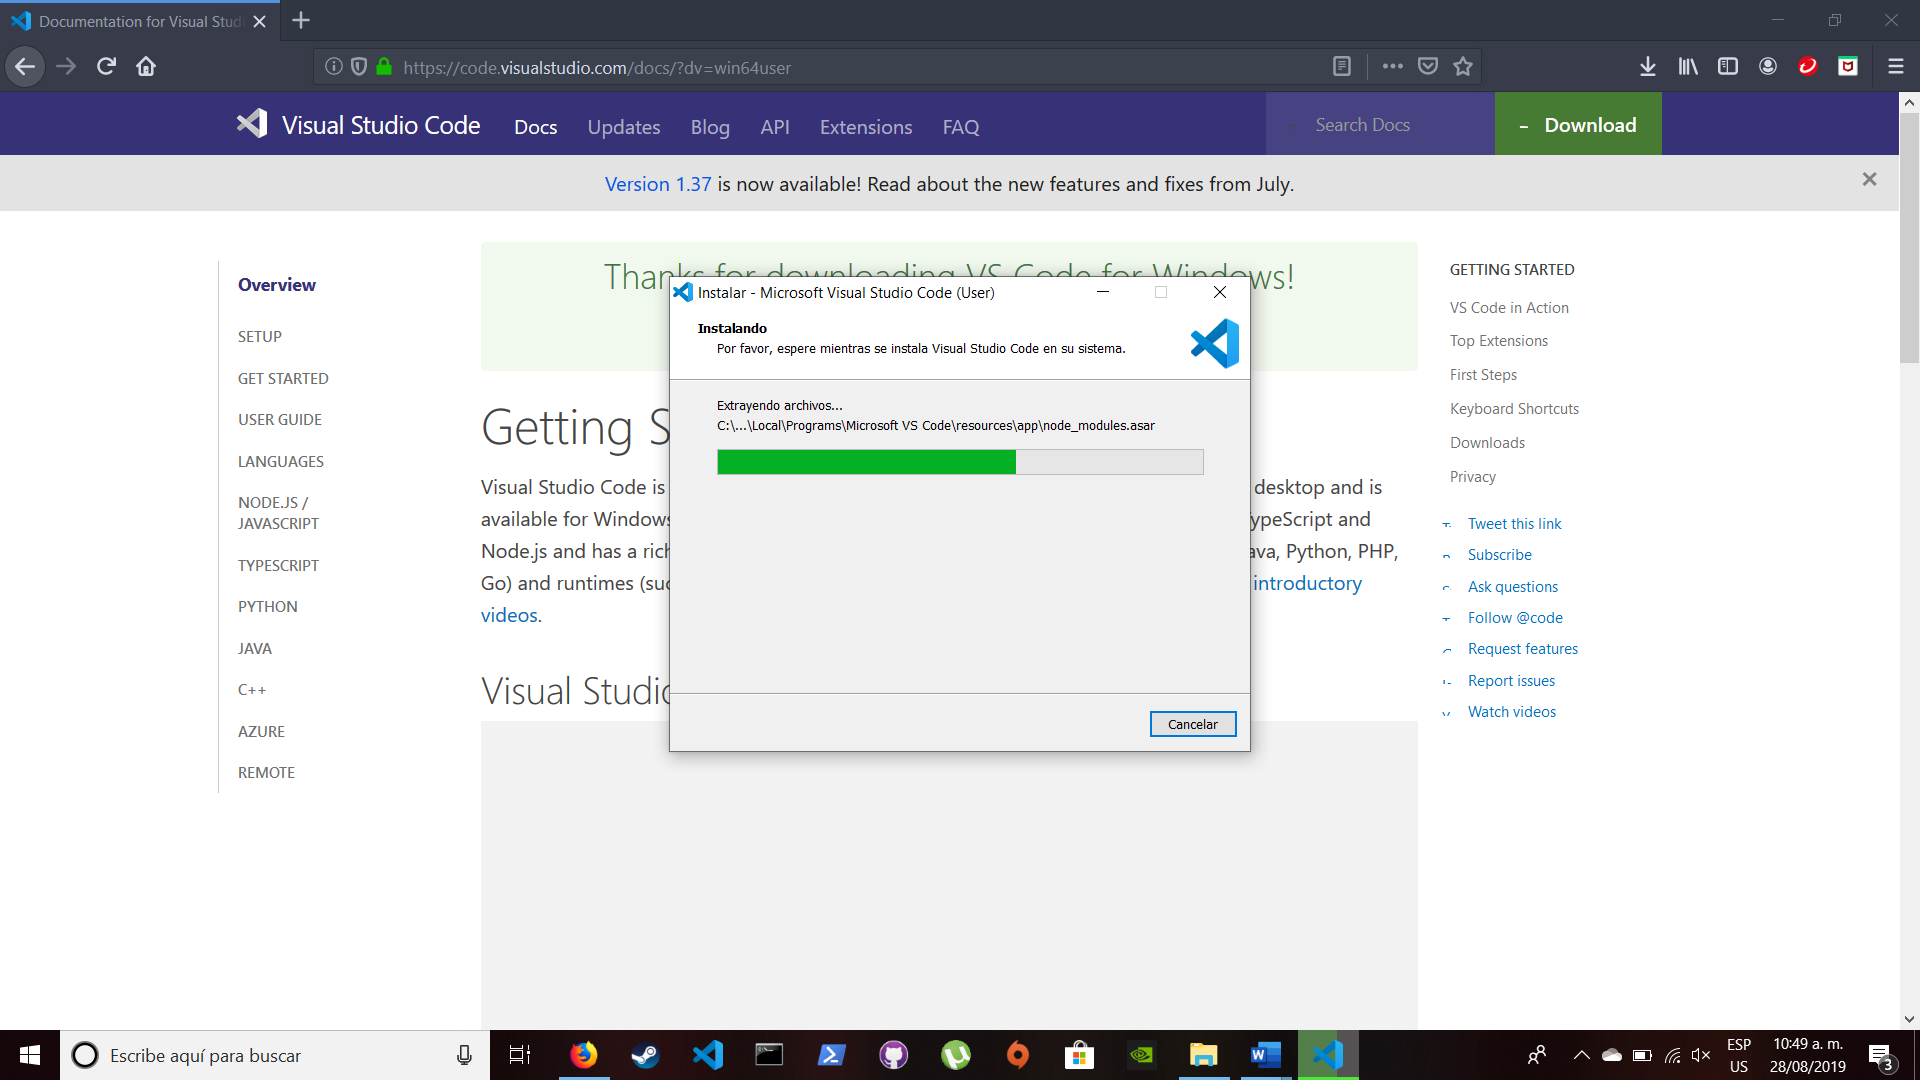 Documentation for Visual Stud
https://code.visualstudio.com/docs/?dv=win64user
Visual Studio Code
Docs
Updates
Blog
API
Extensions
FAQ
Search Docs
Download
Version 1.37 is now available! Read about the new features and fixes from July.
Overview
SETUP
GET STARTED
USER GUIDE
LANGUAGES
NODE.JS /
JAVASCRIPT
TYPESCRIPT
PYTHON
JAVA
C++
AZURE
REMOTE
Thanks for downloading VS Code for Windows!
Getting S
Visual Studio Code is
desktop and is
available for Windows
ypeScript and
Node.js and has a rich
ava, Python, PHP,
Go) and runtimes (suc
introductory
videos.
Visual Studio
Instalar - Microsoft Visual Studio Code (User)
Instalando
Por favor, espere mientras se instala Visual Studio Code en su sistema.
Extrayendo archivos...
C:\...\Local\Programs\Microsoft VS Code\resources\app\node_modules.asar
Cancelar
GETTING STARTED
VS Code in Action
Top Extensions
First Steps
Keyboard Shortcuts
Downloads
Privacy
Tweet this link
Subscribe
Ask questions
Follow @code
Request features
Report issues
Watch videos
Escribe aquí para buscar
ESP
US
10:49 a. m.
28/08/2019
3